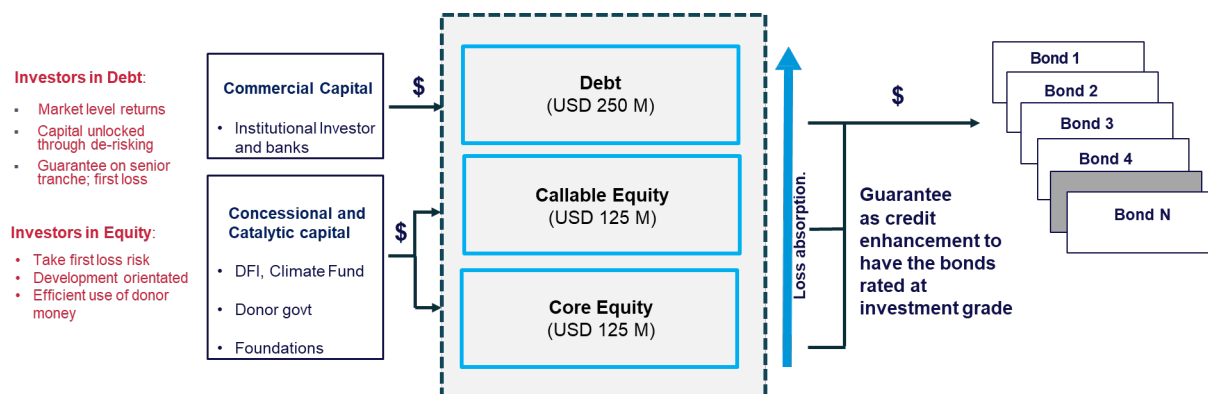 Investors in Debt:
▪ Market level returns
▪ Capital unlocked
through de-risking
▪ Guarantee on senior
tranche; first loss
Investors in Equity:
• Take first loss risk
• Development orientated
• Efficient use of donor
money
Commercial Capital
• Institutional Investor
and banks
Concessional and
Catalytic capital
• DFI, Climate Fund
• Donor govt
• Foundations
$
$
Debt
(USD 250 M)
Callable Equity
(USD 125 M)
Core Equity
(USD 125 M)
Loss absorption.
$
Guarantee
as credit
enhancement to
have the bonds
rated at
investment grade
Bond 1
Bond 2
Bond 3
Bond 4
Bond N